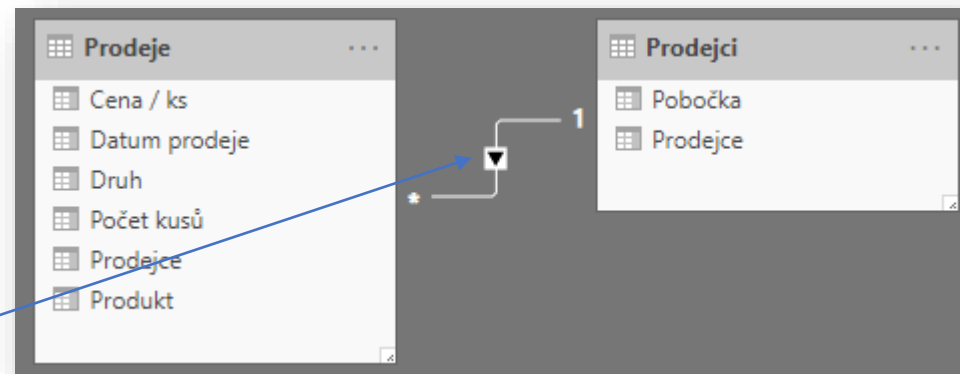 Prodeje ...
Cena / ks
Datum prodeje
Druh
Počet kusů
Prodejce
Produkt
*
1
Prodejci ...
Pobočka
Prodejce